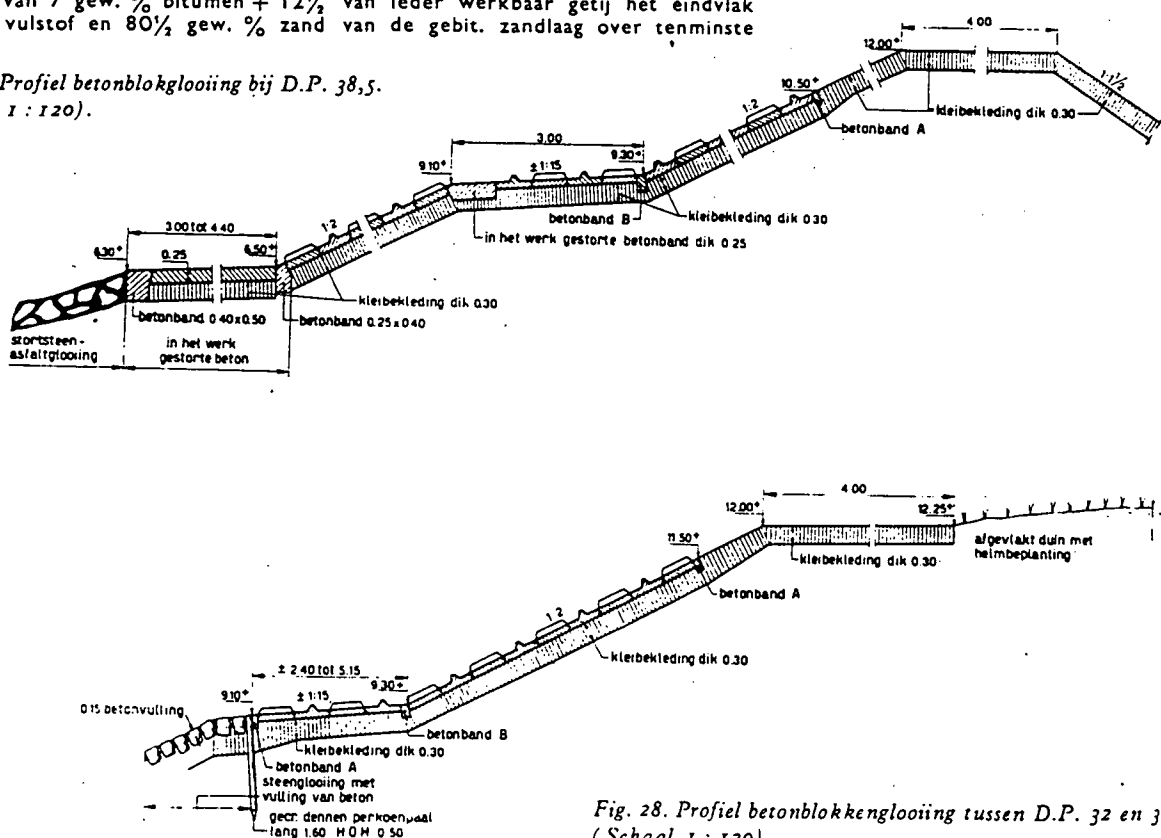 van 7 gew. % bitumen + 12½ van ieder werkbaar getij het eindvlak
vulstof en 80½ gew. % zand van de gebit. zandlaag over tenminste
Profiel betonblokglooiing bij D.P. 38,5.
1 : 120).
4.00
12.00+
10.50+
1:2
1:1½
kleibekleding dik 0.30
betonband A
3.00
9.10+
± 1:15
9.30+
1:2
betonband B
kleibekleding dik 0.30
in het werk gestorte betonband dik 0.25
3.00 tot 4.40
6.30+
0.25
6.50+
kleibekleding dik 0.30
betonband 0.40x0.50
betonband 0.25x0.40
stortsteen-
asfaltglooiing
in het werk
gestorte beton
4.00
12.00+
12.25+
afgevlakt duin met
helmbeplanting
kleibekleding dik 0.30
11.50+
betonband A
1:2
kleibekleding dik 0.30
± 2.40 tot 5.15
9.10+
± 1:15
9.30+
0.15 betonvulling
betonband B
kleibekleding dik 0.30
betonband A
steenglooiing met
vulling van beton
gecr. dennen perkoenpaal
lang 1.60 H.O.H. 0.50
Fig. 28. Profiel betonblokkenglooiing tussen D.P. 32 en 3
(Schaal 1 : 120)